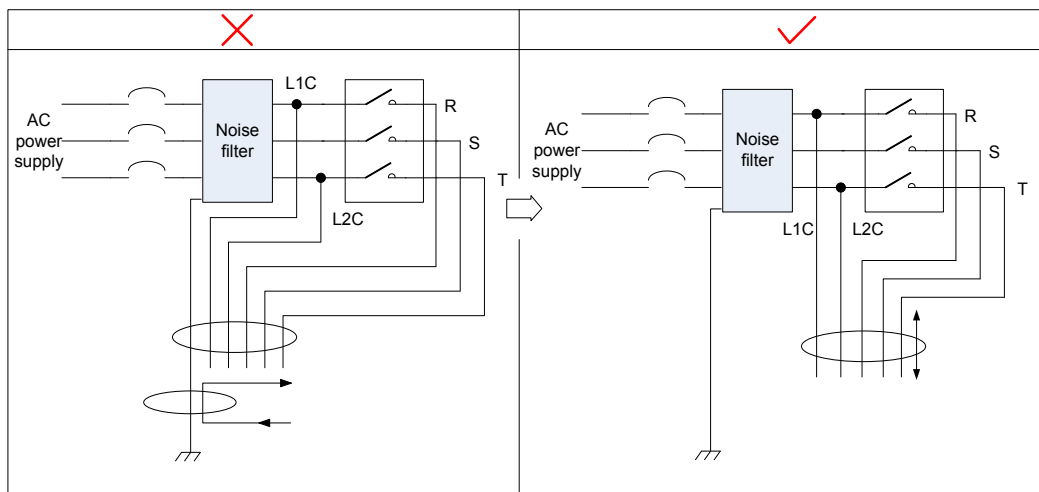 L1C
R
AC
power
supply
Noise
filter
S
T
L2C
R
AC
power
supply
Noise
filter
S
T
L1C
L2C